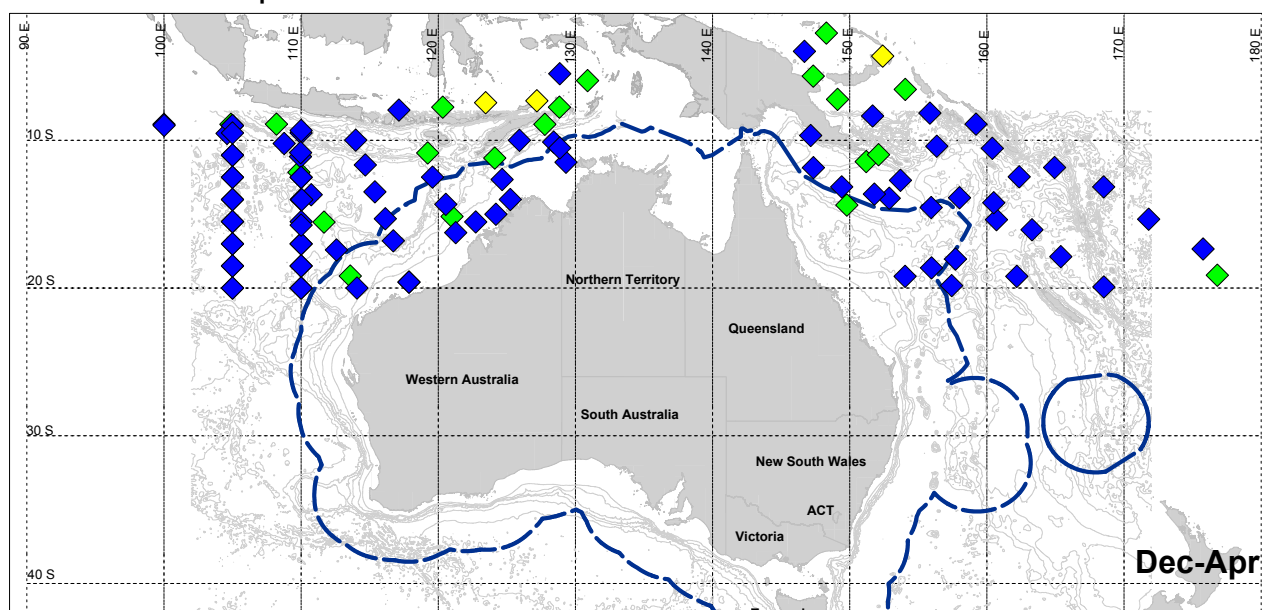 90 E
100 E
110 E
120 E
130 E
140 E
150 E
160 E
170 E
180 E
10 S
20 S
30 S
40 S
Northern Territory
Queensland
Western Australia
South Australia
New South Wales
ACT
Victoria
Dec-Apr